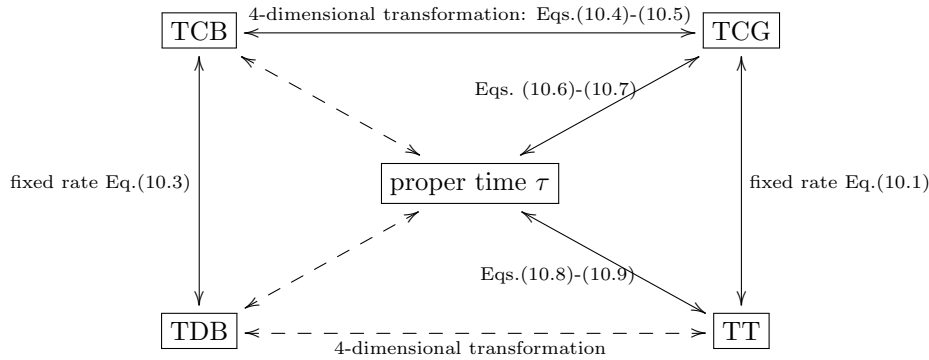 4-dimensional transformation: Eqs.(10.4)-(10.5)
TCB
TCG
Eqs. (10.6)-(10.7)
fixed rate Eq.(10.3)
proper time τ
fixed rate Eq.(10.1)
Eqs.(10.8)-(10.9)
TDB
TT
4-dimensional transformation